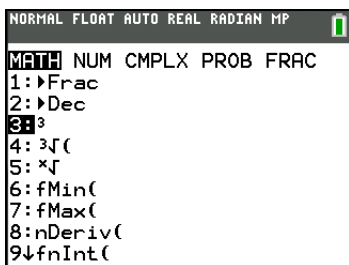 NORMAL FLOAT AUTO REAL RADIAN MP
MATH NUM CMPLX PROB FRAC
1:▶Frac
2:▶Dec
3:³
4:³√(
5:ˣ√
6:fMin(
7:fMax(
8:nDeriv(
9↓fnInt(